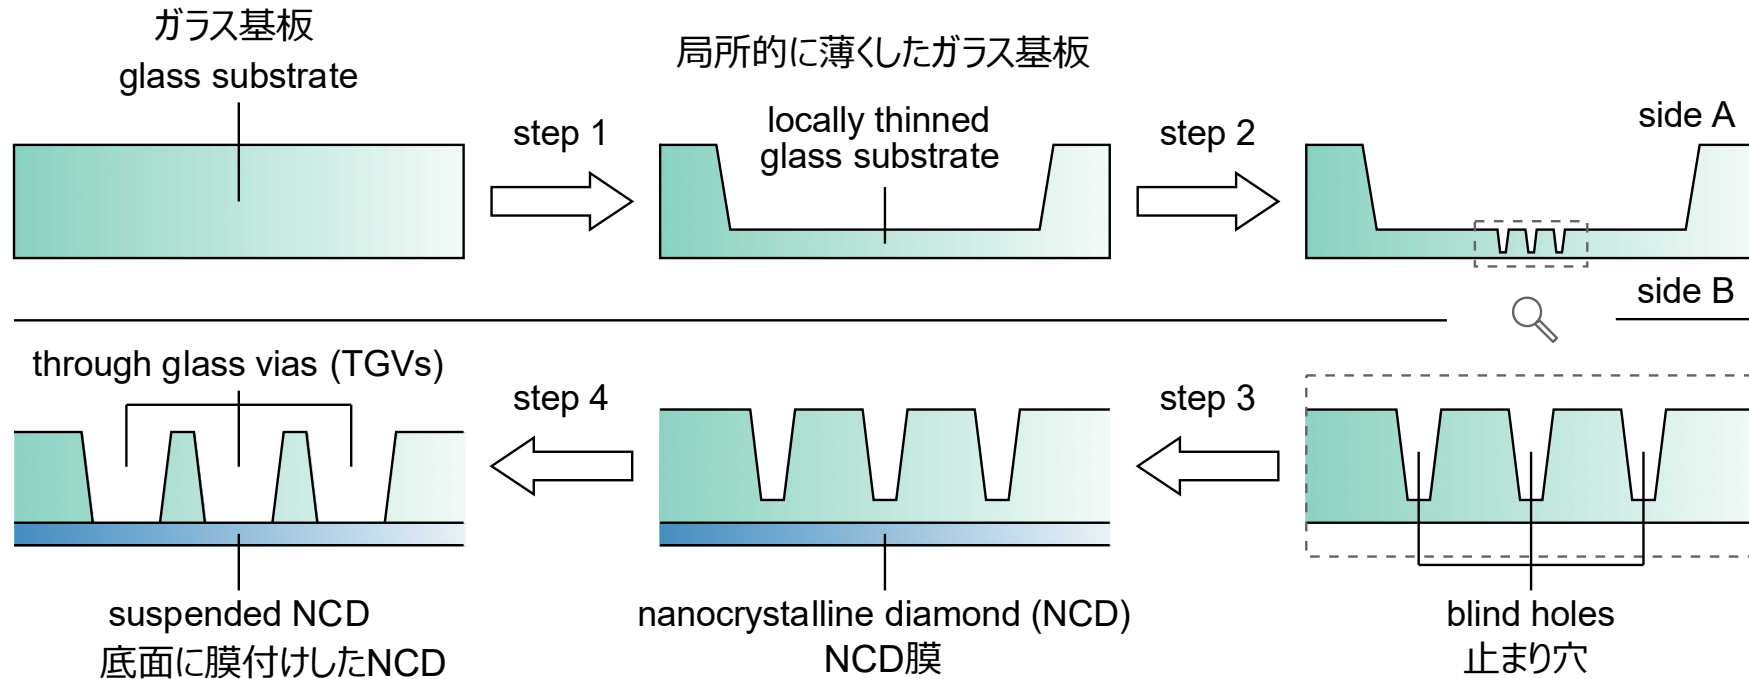 ガラス基板
glass substrate
step 1
局所的に薄くしたガラス基板
locally thinned
glass substrate
step 2
side A
side B
through glass vias (TGVs)
step 4
step 3
suspended NCD
底面に膜付けしたNCD
nanocrystalline diamond (NCD)
NCD膜
blind holes
止まり穴